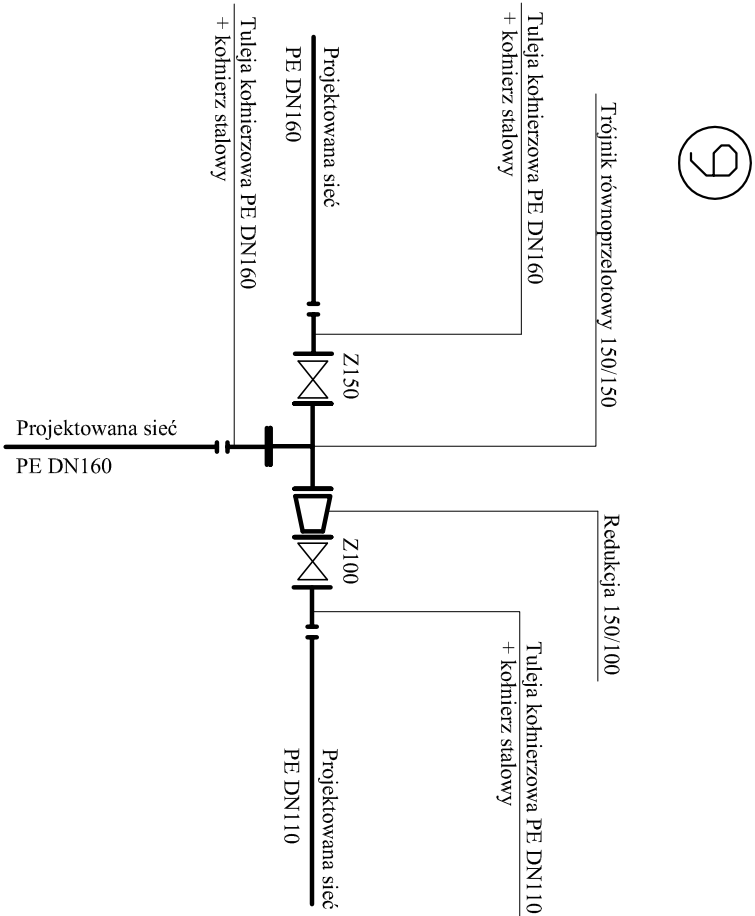 9
Trójnik równoprzelotowy 150/150
Redukcja 150/100
Tuleja kołnierzowa PE DN160
+ kołnierz stalowy
Tuleja kołnierzowa PE DN110
+ kołnierz stalowy
Projektowana sieć
PE DN160
Z150
Z100
Projektowana sieć
PE DN110
Tuleja kołnierzowa PE DN160
+ kołnierz stalowy
Projektowana sieć
PE DN160